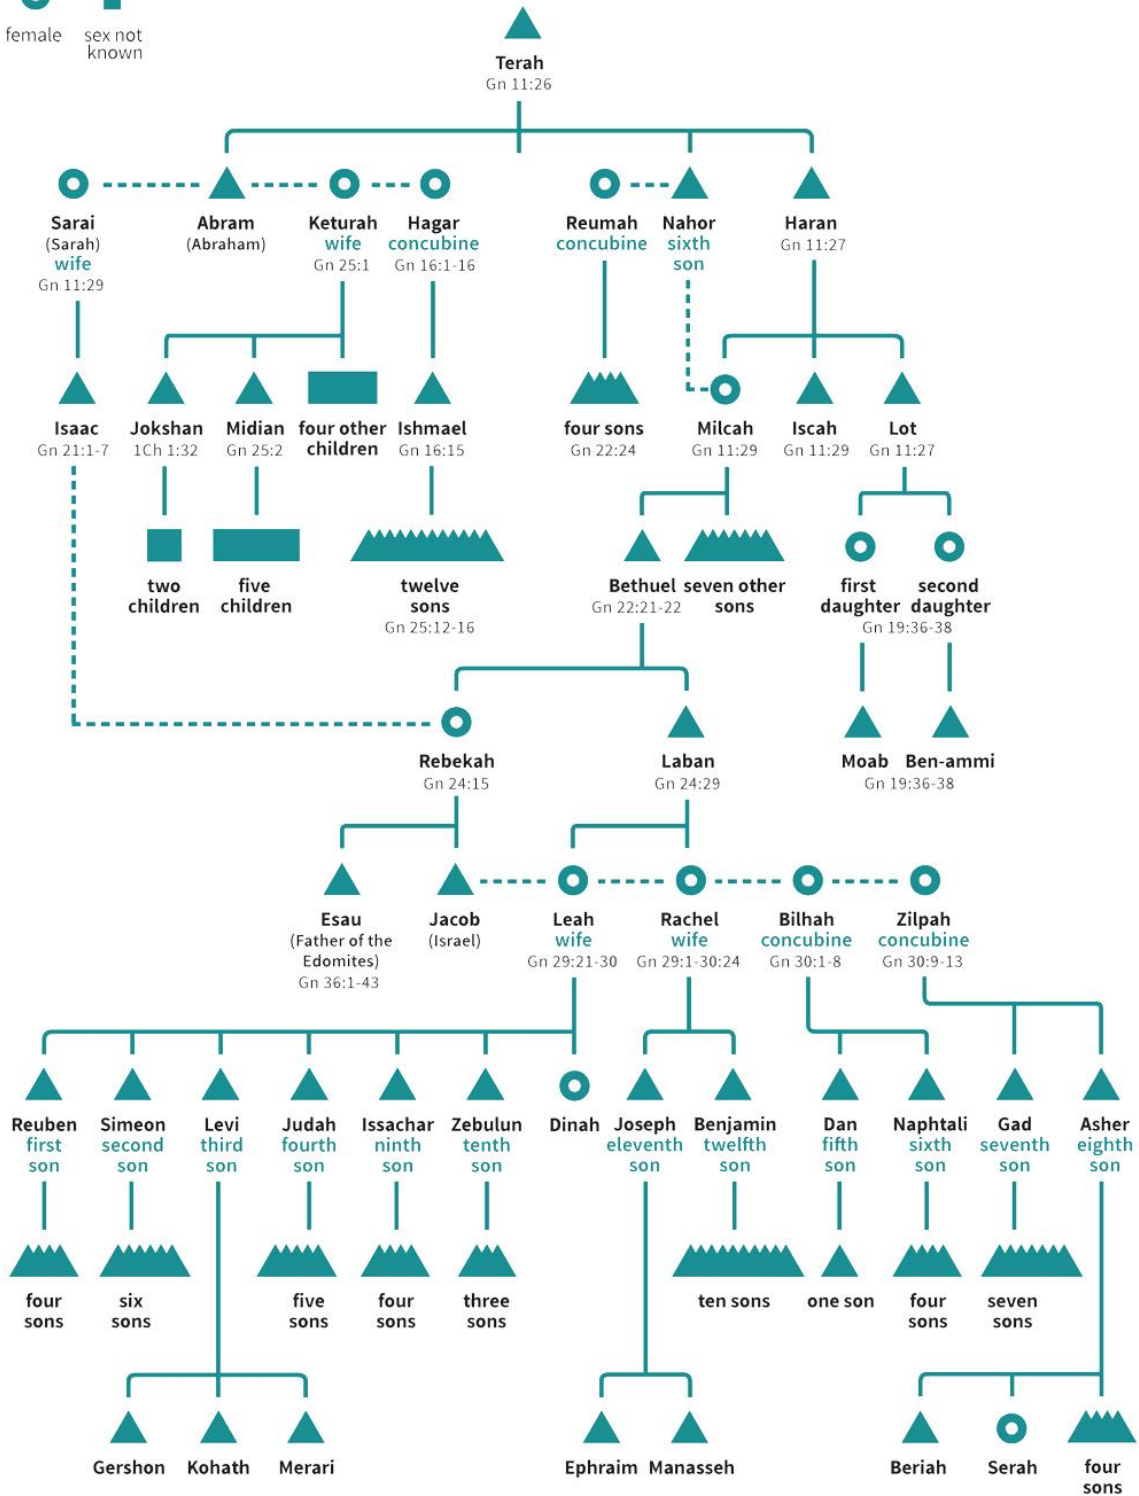 female
sex not
known
Terah
Gn 11:26
Sarai
(Sarah)
wife
Gn 11:29
Abram
(Abraham)
Keturah
wife
Gn 25:1
Hagar
concubine
Gn 16:1-16
Reumah
concubine
Nahor
sixth
son
Haran
Gn 11:27
Isaac
Gn 21:1-7
Jokshan
1Ch 1:32
Midian
Gn 25:2
four other
children
Ishmael
Gn 16:15
four sons
Gn 22:24
Milcah
Gn 11:29
Iscah
Gn 11:29
Lot
Gn 11:27
two
children
five
children
twelve
sons
Gn 25:12-16
Bethuel
Gn 22:21-22
seven other
sons
first
daughter
second
daughter
Gn 19:36-38
Rebekah
Gn 24:15
Laban
Gn 24:29
Moab
Ben-ammi
Gn 19:36-38
Esau
(Father of the
Edomites)
Gn 36:1-43
Jacob
(Israel)
Leah
wife
Gn 29:21-30
Rachel
wife
Gn 29:1-30:24
Bilhah
concubine
Gn 30:1-8
Zilpah
concubine
Gn 30:9-13
Reuben
first
son
Simeon
second
son
Levi
third
son
Judah
fourth
son
Issachar
ninth
son
Zebulun
tenth
son
Dinah
Joseph
eleventh
son
Benjamin
twelfth
son
Dan
fifth
son
Naphtali
sixth
son
Gad
seventh
son
Asher
eighth
son
four
sons
six
sons
five
sons
four
sons
three
sons
ten sons
one son
four
sons
seven
sons
Gershon
Kohath
Merari
Ephraim
Manasseh
Beriah
Serah
four
sons